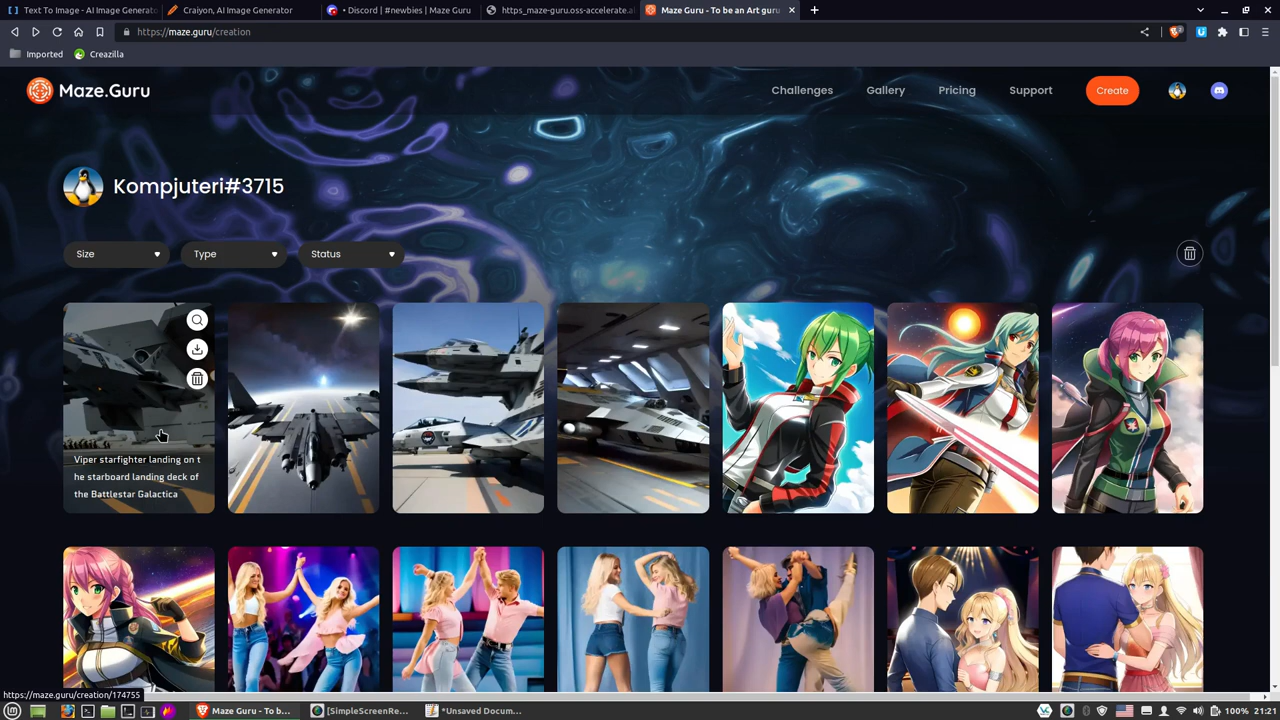 Text To Image - AI Image Generato
Craiyon, AI Image Generator
• Discord | #newbies | Maze Guru
https_maze-guru.oss-accelerate.al
Maze Guru - To be an Art guru
https://maze.guru/creation
Imported
Creazilla
Maze.Guru
Challenges
Gallery
Pricing
Support
Create
Kompjuteri#3715
Size
Type
Status
Viper starfighter landing on t
he starboard landing deck of
the Battlestar Galactica
https://maze.guru/creation/174755
Maze Guru - To b...
[SimpleScreenRe...
*Unsaved Docum...
100%
21:21